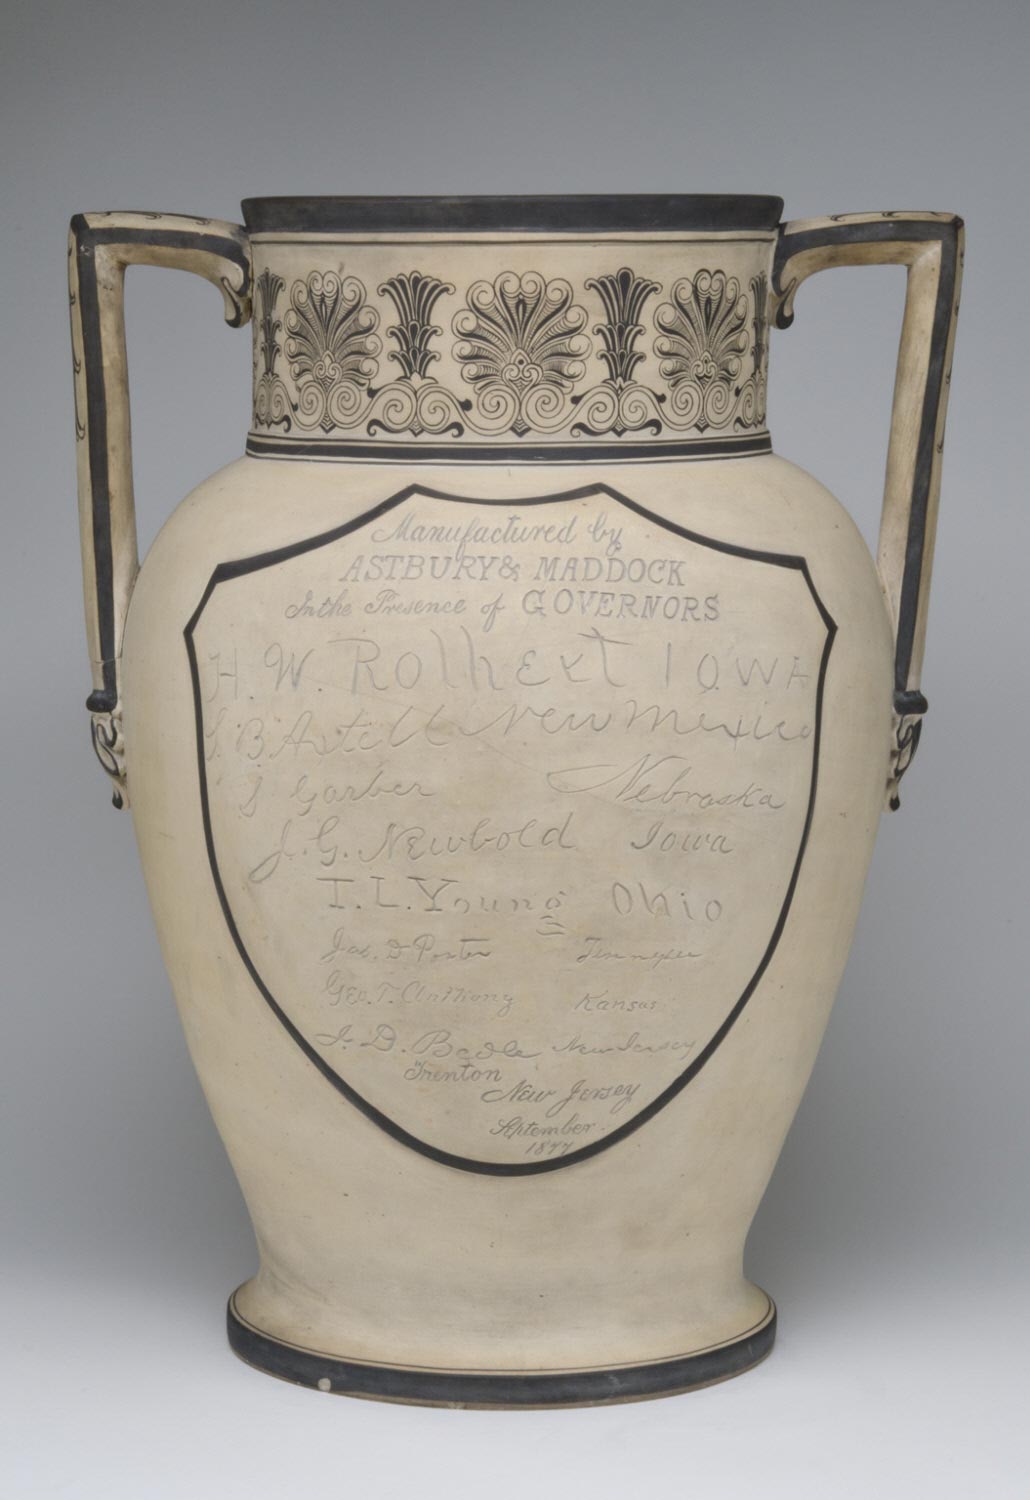 Manufactured by
ASTBURY & MADDOCK
In the Presence of GOVERNORS
H. W. Rothert IOWA
S. B. Axtell New Mexico
S Garber Nebraska
J. G. Newbold Iowa
T. L. Young Ohio
Jas. D. Porter Tennessee
Geo. T. Anthony Kansas
J. D. Bedle New Jersey
Trenton
New Jersey
September
1877